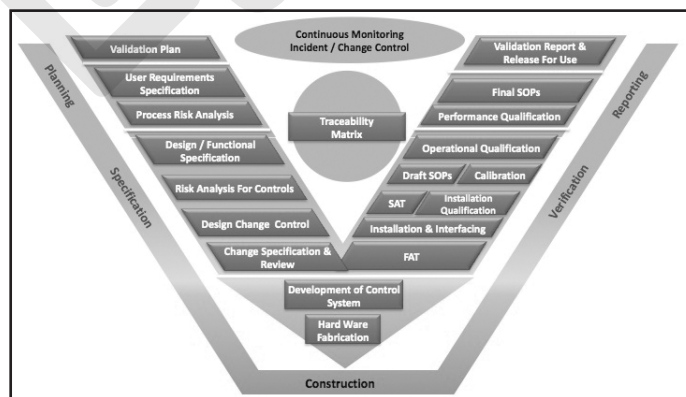 Continuous Monitoring
Incident / Change Control
Validation Plan
User Requirements
Specification
Process Risk Analysis
Design / Functional
Specification
Risk Analysis For Controls
Design Change Control
Change Specification &
Review
Traceability
Matrix
Validation Report &
Release For Use
Final SOPs
Performance Qualification
Operational Qualification
Draft SOPs
Calibration
SAT
Installation
Qualification
Installation & Interfacing
FAT
Development of Control
System
Hard Ware
Fabrication
Planning
Specification
Construction
Verification
Reporting